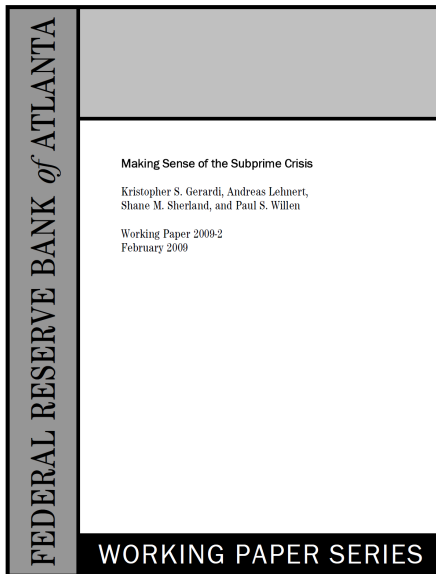 FEDERAL RESERVE BANK of ATLANTA
Making Sense of the Subprime Crisis
Kristopher S. Gerardi, Andreas Lehnert,
Shane M. Sherland, and Paul S. Willen
Working Paper 2009-2
February 2009
WORKING PAPER SERIES